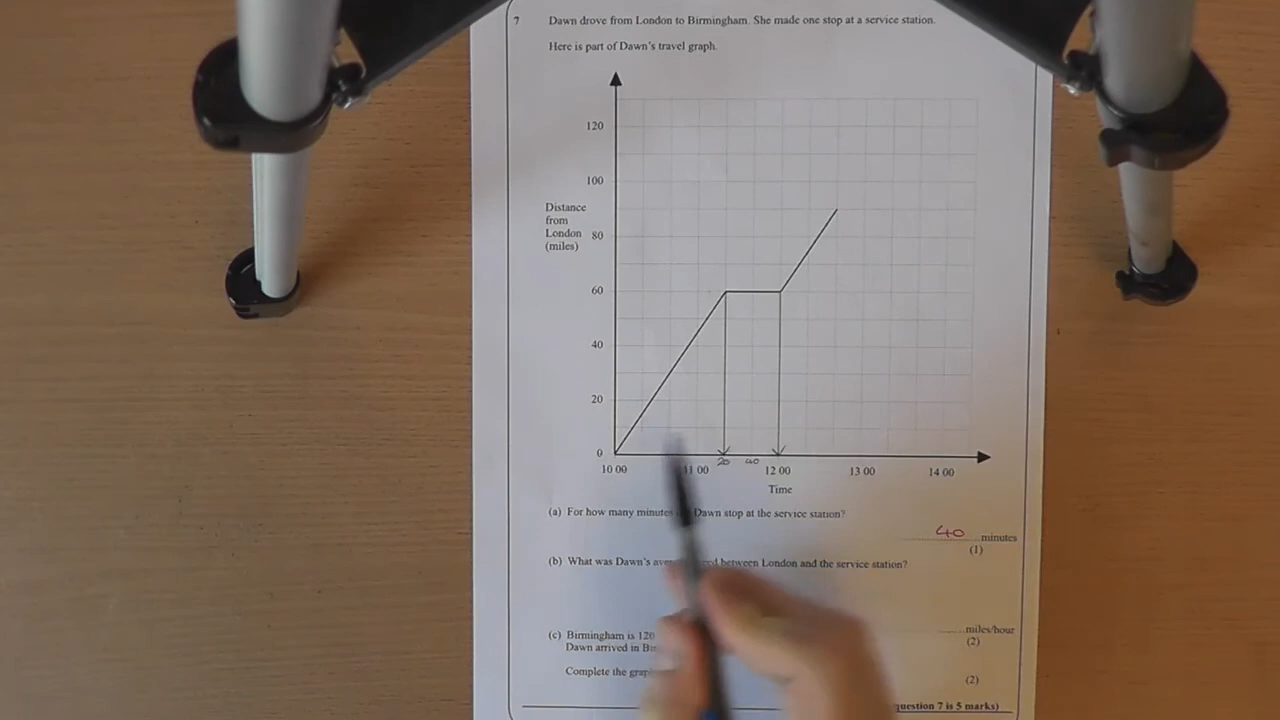 7 Dawn drove from London to Birmingham. She made one stop at a service station.
Here is part of Dawn's travel graph.
120
100
Distance
from
London
(miles)
80
60
40
20
0
20 40
10 00 11 00 12 00 13 00 14 00
Time
(a) For how many minutes Dawn stop at the service station?
40 minutes
(1)
(b) What was Dawn's between London and the service station?
miles/hour
(2)
(c) Birmingham is 120
Dawn arrived in
Complete the
(2)
question 7 is 5 marks)